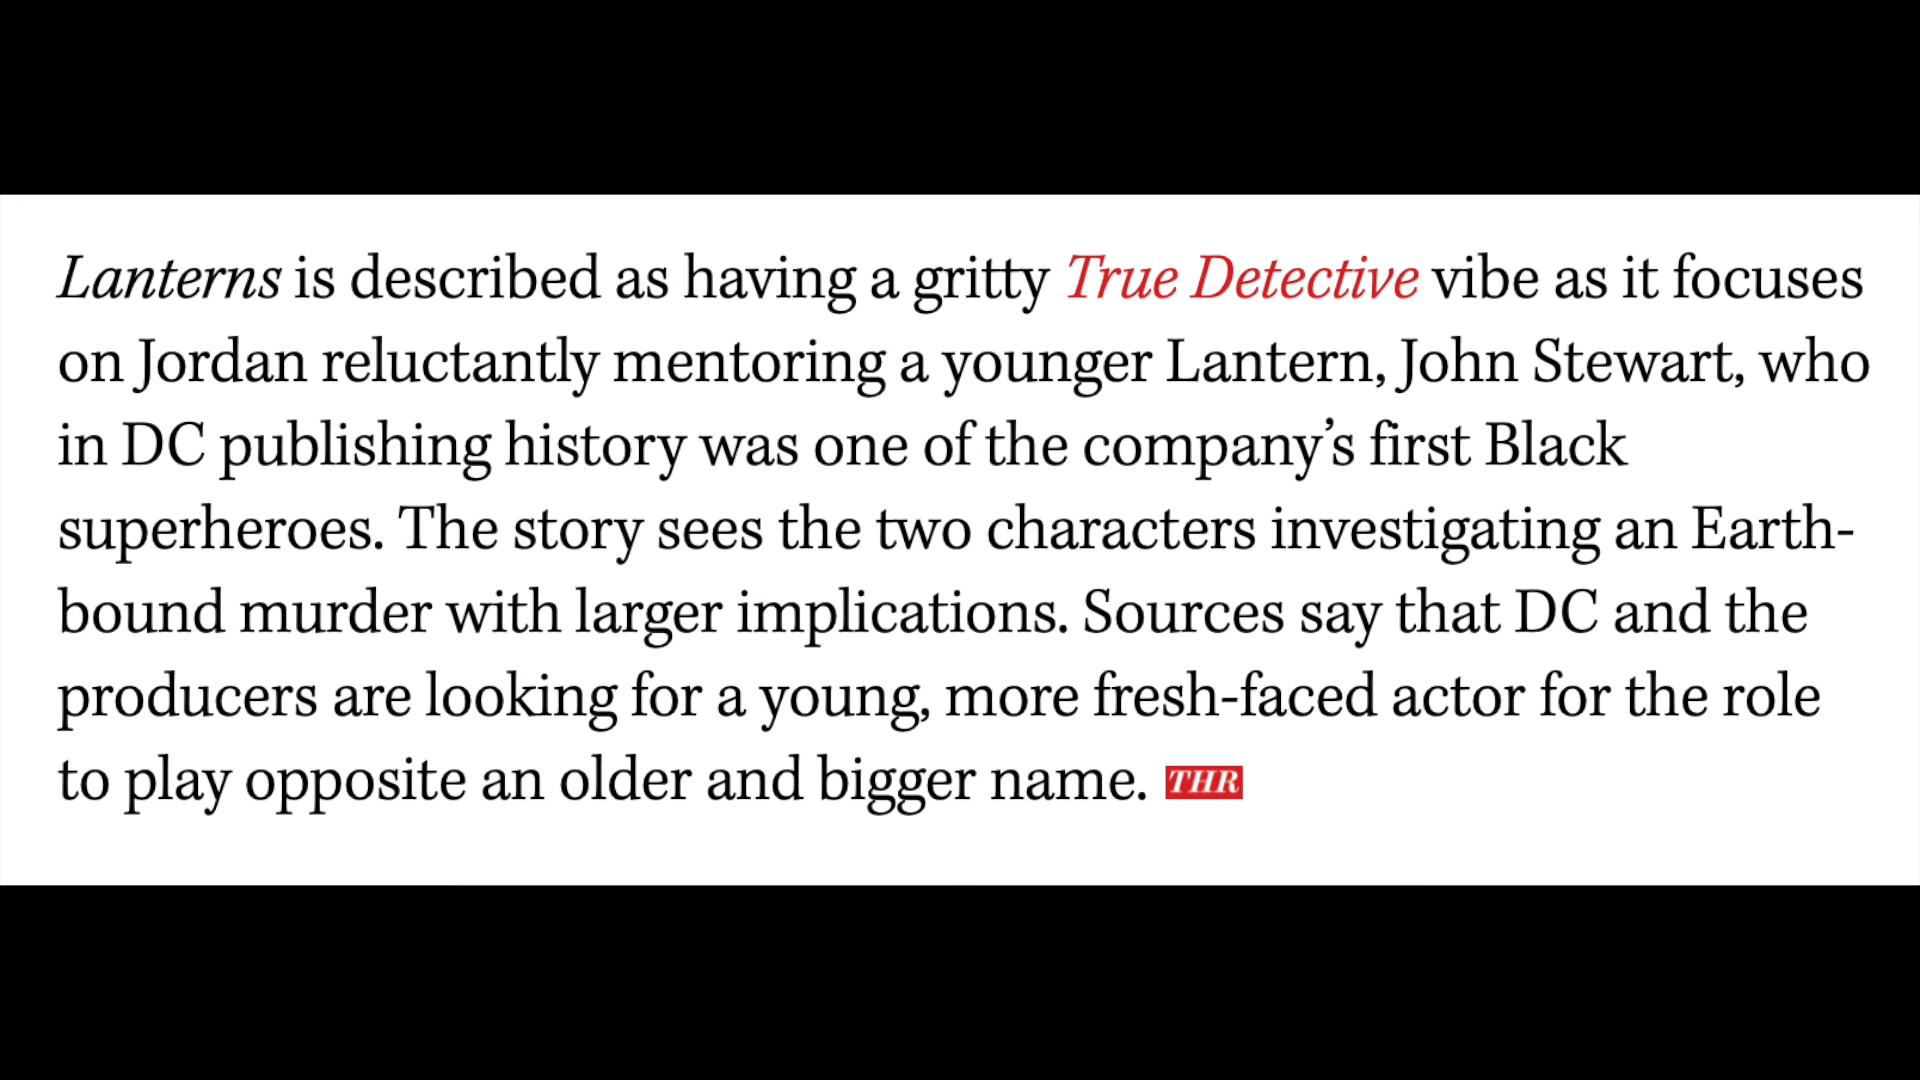 Lanterns is described as having a gritty True Detective vibe as it focuses
on Jordan reluctantly mentoring a younger Lantern, John Stewart, who
in DC publishing history was one of the company’s first Black
superheroes. The story sees the two characters investigating an Earth-
bound murder with larger implications. Sources say that DC and the
producers are looking for a young, more fresh-faced actor for the role
to play opposite an older and bigger name. THR